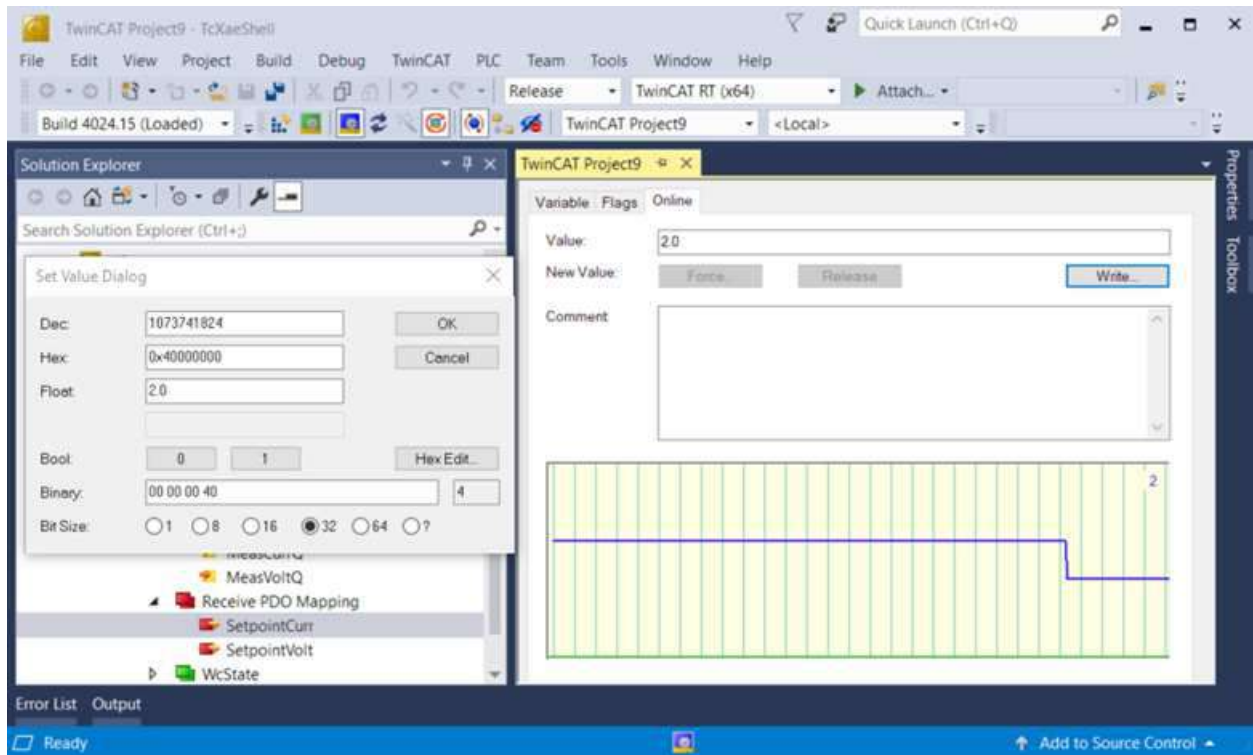 TwinCAT Project9 - TcXaeShell
Quick Launch (Ctrl+Q)
File Edit View Project Build Debug TwinCAT PLC Team Tools Window Help
Release TwinCAT RT (x64) Attach...
Build 4024.15 (Loaded) TwinCAT Project9 <Local>
Solution Explorer
Search Solution Explorer (Ctrl+;)
Set Value Dialog
Dec: 1073741824 OK
Hex: 0x40000000 Cancel
Float: 2.0
Bool: 0 1 Hex Edit...
Binary: 00 00 00 40 4
Bit Size: 1 8 16 32 64 ?
MeasCurrQ
MeasVoltQ
Receive PDO Mapping
SetpointCurr
SetpointVolt
WcState
TwinCAT Project9
Variable Flags Online
Value: 2.0
New Value: Force... Release Write...
Comment:
2
Properties
Toolbox
Error List Output
Ready
Add to Source Control